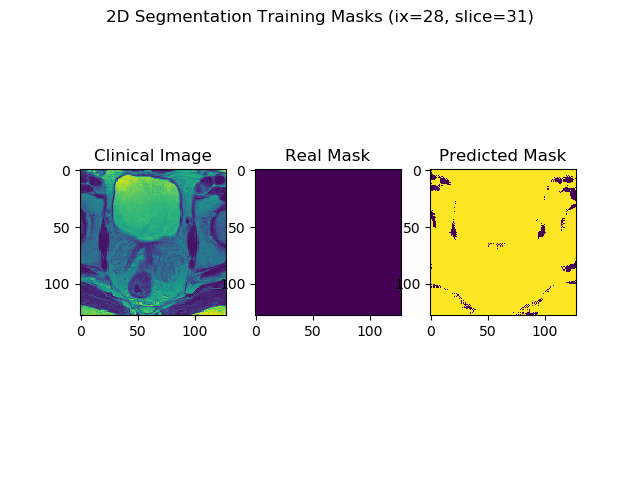 2D Segmentation Training Masks (ix=28, slice=31)
Clinical Image Real Mask Predicted Mask
0 0 0
50 50 50
100 100 100
0 50 100 0 50 100 0 50 100